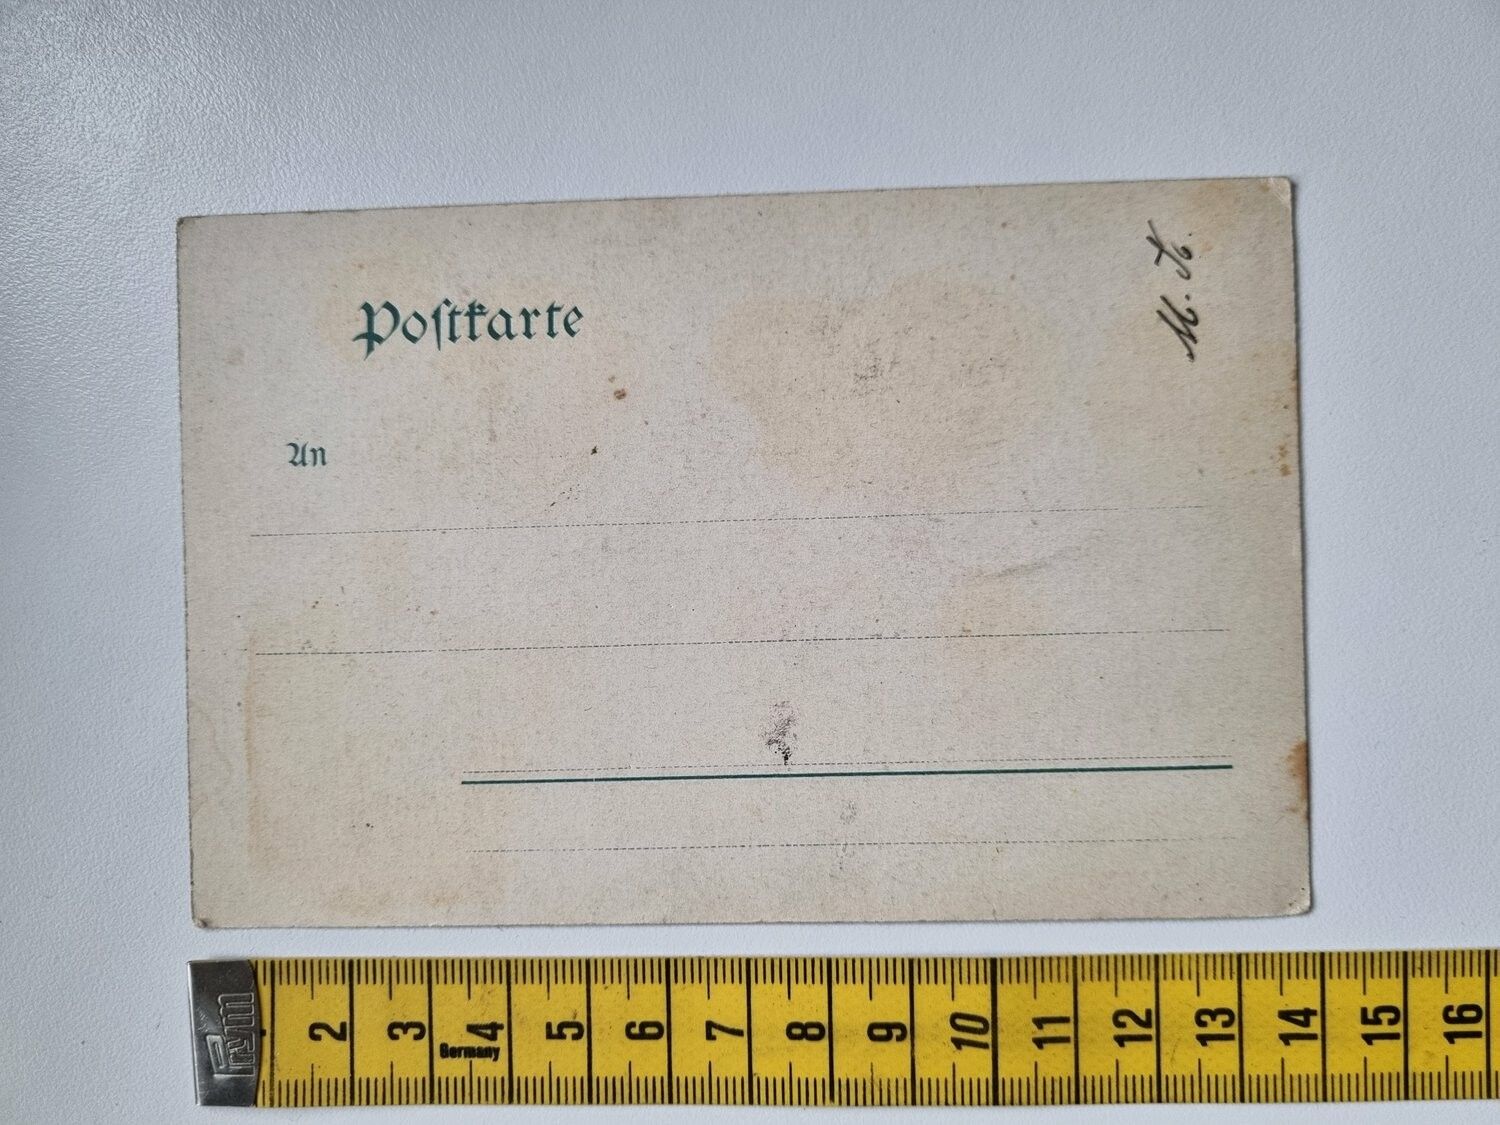 Poſtkarte
An
M. K.
Prym
2 3 4 5 6 7 8 9 10 11 12 13 14 15 16
Germany